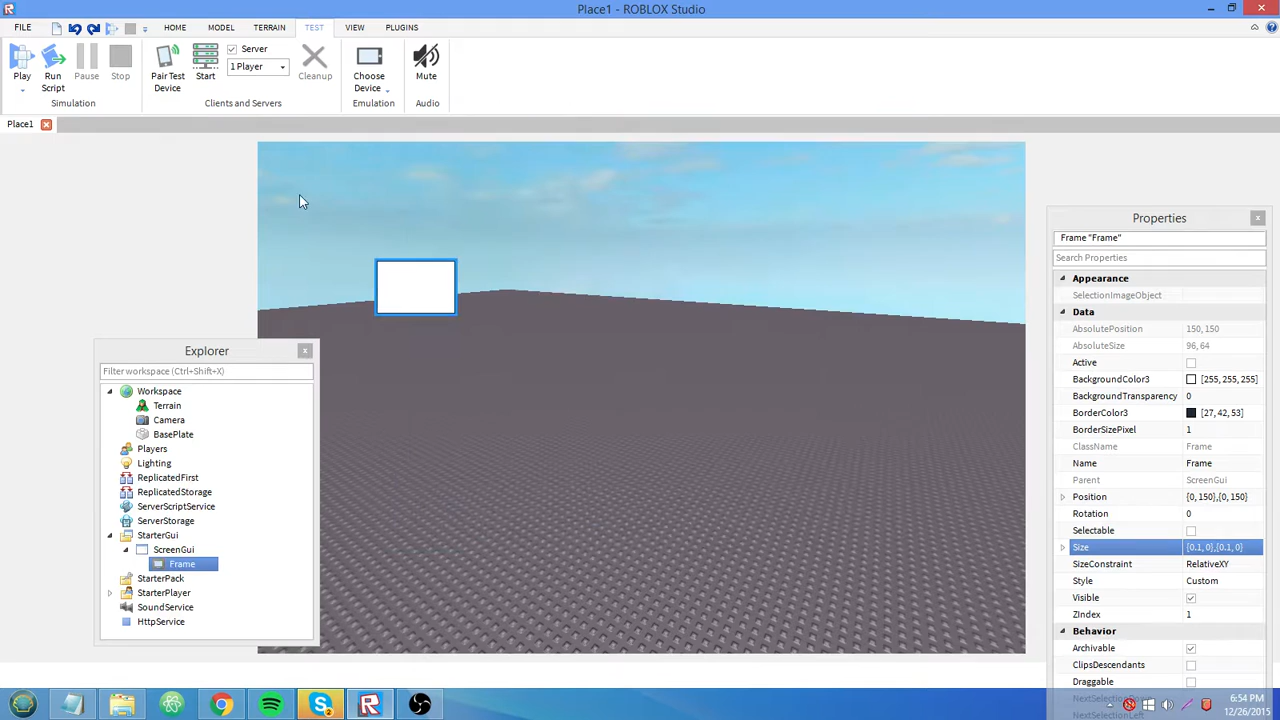 Place1 - ROBLOX Studio
FILE HOME MODEL TERRAIN TEST VIEW PLUGINS
Server
1 Player
Play Run Script Pause Stop Pair Test Device Start Cleanup Choose Device Mute
Simulation Clients and Servers Emulation Audio
Place1
Explorer
Filter workspace (Ctrl+Shift+X)
Workspace
Terrain
Camera
BasePlate
Players
Lighting
ReplicatedFirst
ReplicatedStorage
ServerScriptService
ServerStorage
StarterGui
ScreenGui
Frame
StarterPack
StarterPlayer
SoundService
HttpService
Properties
Frame "Frame"
Search Properties
Appearance
SelectionImageObject
Data
AbsolutePosition 150, 150
AbsoluteSize 96, 64
Active
BackgroundColor3 [255, 255, 255]
BackgroundTransparency 0
BorderColor3 [27, 42, 53]
BorderSizePixel 1
ClassName Frame
Name Frame
Parent ScreenGui
Position {0, 150},{0, 150}
Rotation 0
Selectable
Size {0.1, 0},{0.1, 0}
SizeConstraint RelativeXY
Style Custom
Visible
ZIndex 1
Behavior
Archivable
ClipsDescendants
Draggable
6:54 PM
12/26/2015